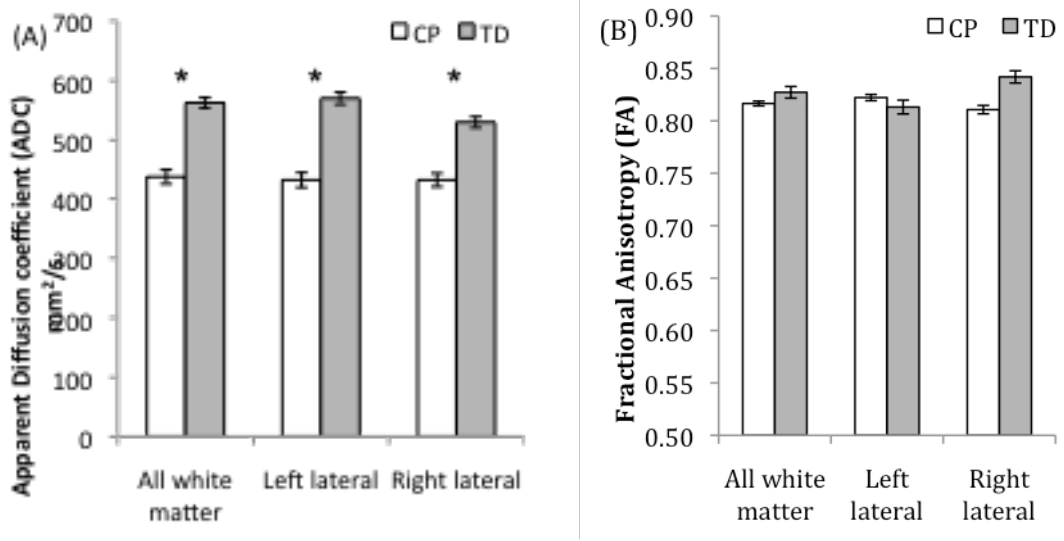 (A)
CP TD
700
600
500
400
300
200
100
0
Apparent Diffusion coefficient (ADC)
mm²/s
* * *
All white
matter
Left lateral
Right lateral
(B)
CP TD
0.90
0.85
0.80
0.75
0.70
0.65
0.60
0.55
0.50
Fractional Anisotropy (FA)
All white
matter
Left
lateral
Right
lateral